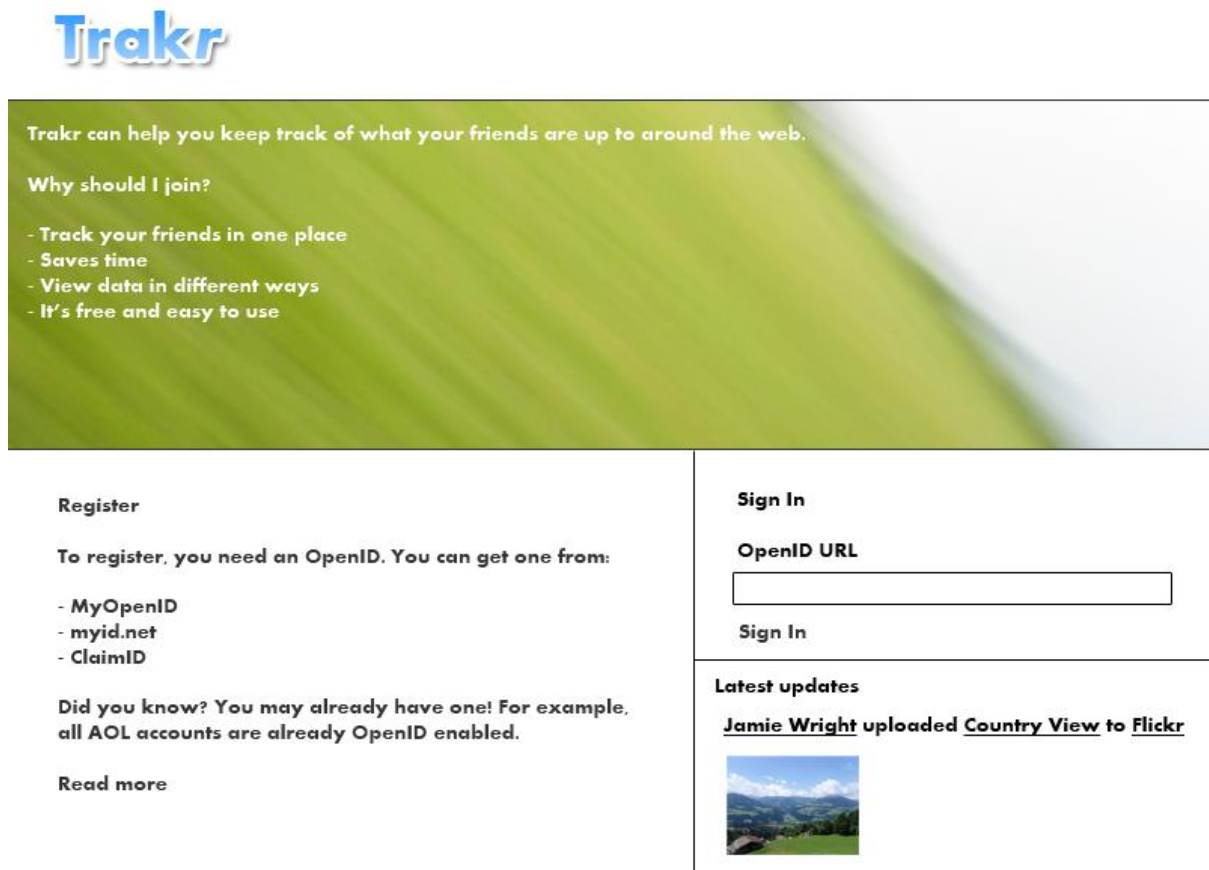 Trakr
Trakr can help you keep track of what your friends are up to around the web.
Why should I join?
- Track your friends in one place
- Saves time
- View data in different ways
- It's free and easy to use
Register
To register, you need an OpenID. You can get one from:
- MyOpenID
- myid.net
- ClaimID
Did you know? You may already have one! For example,
all AOL accounts are already OpenID enabled.
Read more
Sign In
OpenID URL
Sign In
Latest updates
Jamie Wright uploaded Country View to Flickr